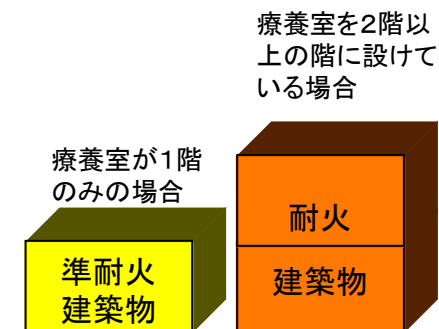 療養室を2階以
上の階に設けて
いる場合
療養室が1階
のみの場合
耐火
建築物
準耐火
建築物